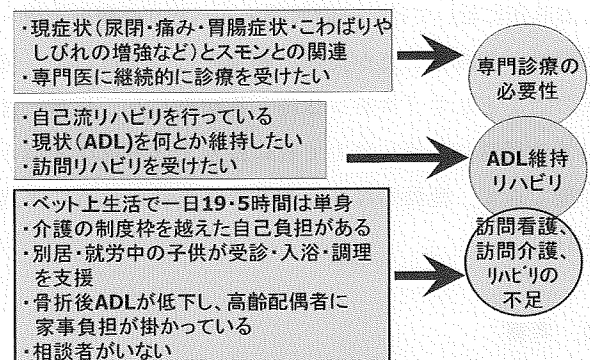 ・現症状(尿閉・痛み・胃腸症状・こわばりや
しびれの増強など)とスモンとの関連
・専門医に継続的に診療を受けたい
専門診療の
必要性
・自己流リハビリを行っている
・現状(ADL)を何とか維持したい
・訪問リハビリを受けたい
ADL維持
リハビリ
・ベット上生活で一日19・5時間は単身
・介護の制度枠を越えた自己負担がある
・別居・就労中の子供が受診・入浴・調理
を支援
・骨折後ADLが低下し、高齢配偶者に
家事負担が掛かっている
・相談者がいない
訪問看護、
訪問介護、
リハビリの
不足